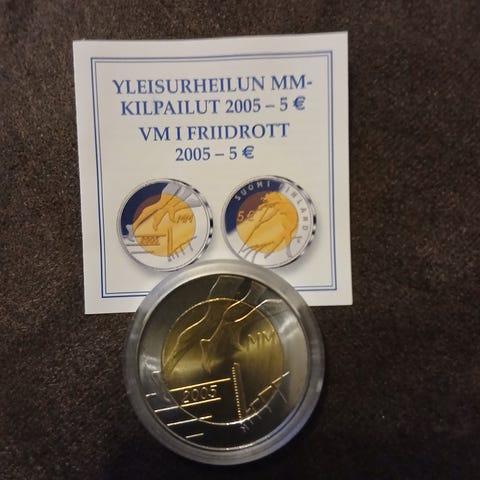 YLEISURHEILUN MM-
KILPAILUT 2005 – 5 €
VM I FRIIDROTT
2005 – 5 €
MM
2005
SUOMI FINLAND
5€
MM
2005